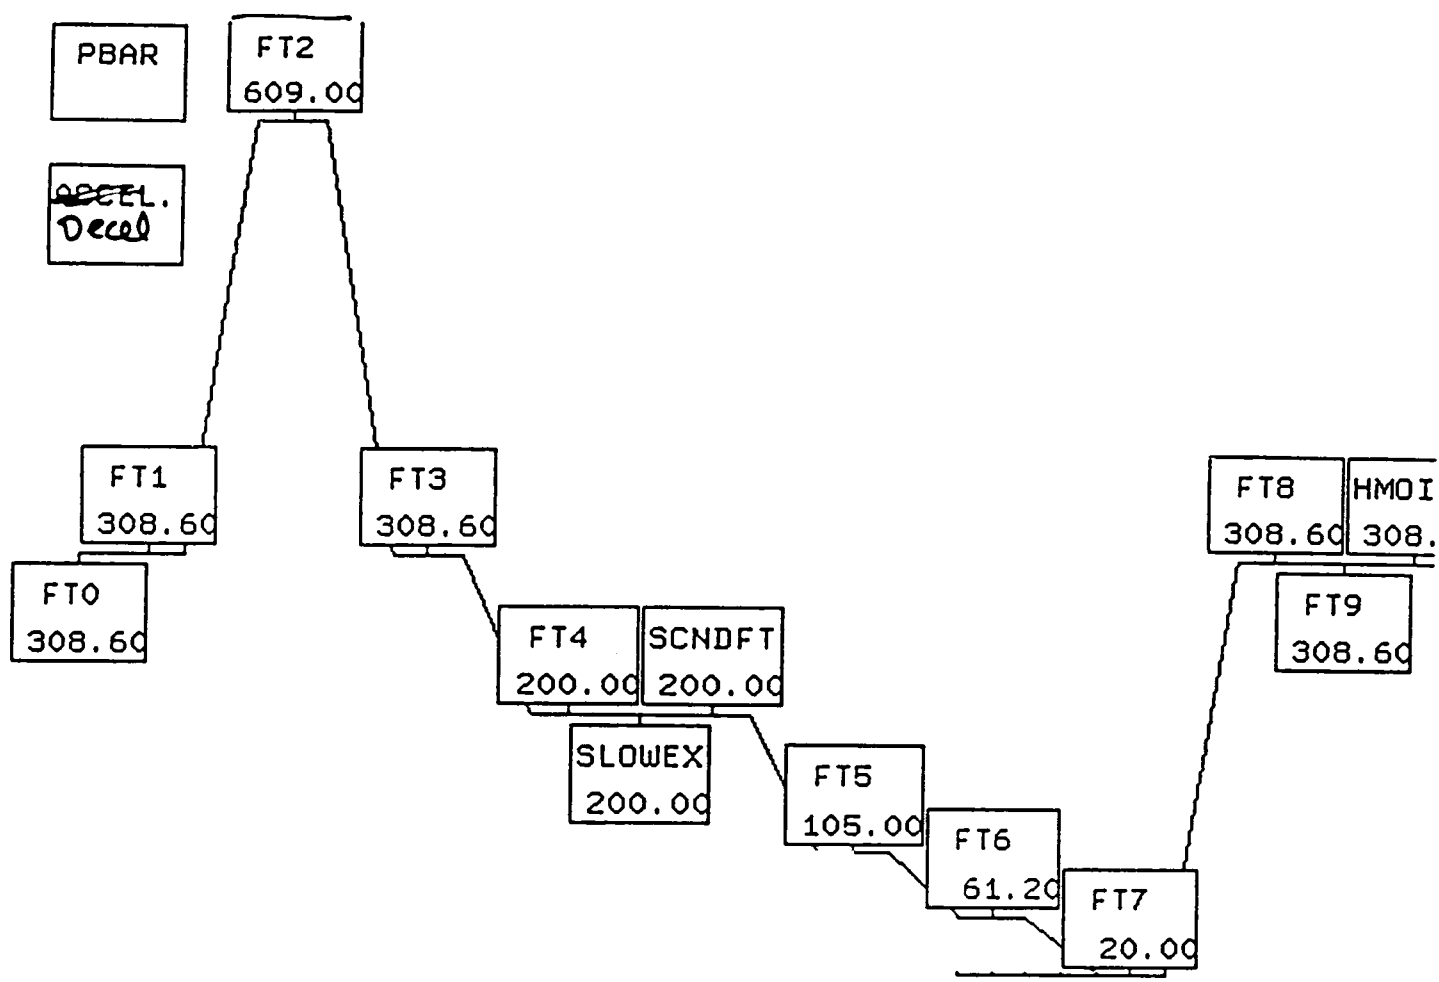 PBAR
FT2
609.00
ACCEL.
Decel
FT1
308.60
FT3
308.60
FT8
308.60
HMOI
308.
FT0
308.60
FT9
308.60
FT4
200.00
SCNDFT
200.00
SLOWEX
200.00
FT5
105.00
FT6
61.20
FT7
20.00